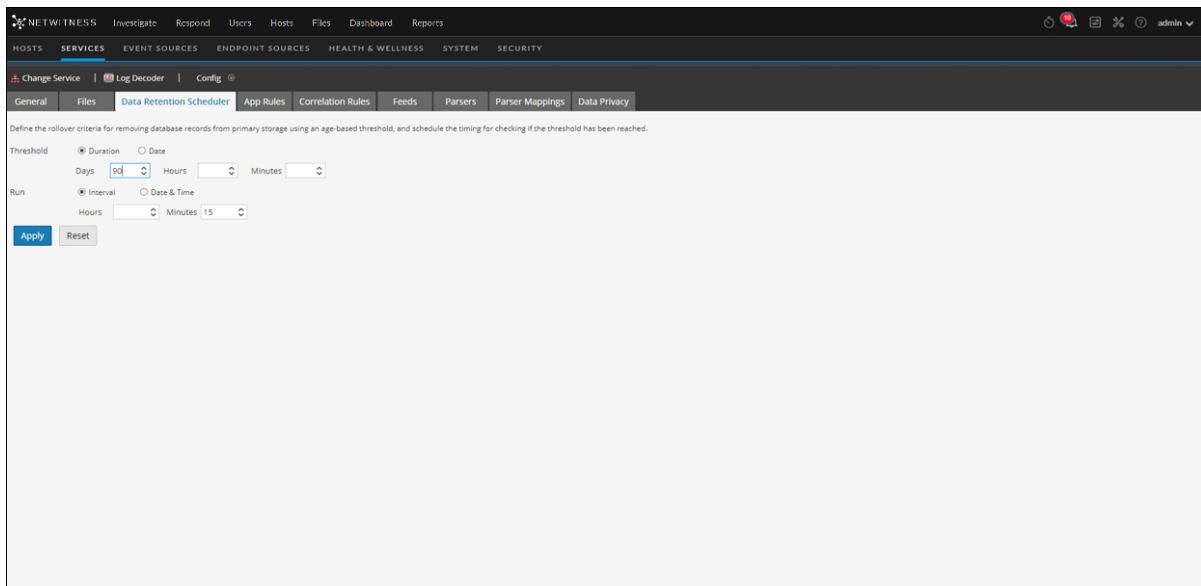 NETWITNESS Investigate Respond Users Hosts Files Dashboard Reports 10 admin
HOSTS SERVICES EVENT SOURCES ENDPOINT SOURCES HEALTH & WELLNESS SYSTEM SECURITY
Change Service | Log Decoder | Config
General Files Data Retention Scheduler App Rules Correlation Rules Feeds Parsers Parser Mappings Data Privacy
Define the rollover criteria for removing database records from primary storage using an age-based threshold, and schedule the timing for checking if the threshold has been reached.
Threshold Duration Date
Days 90 Hours Minutes
Run Interval Date & Time
Hours Minutes 15
Apply Reset